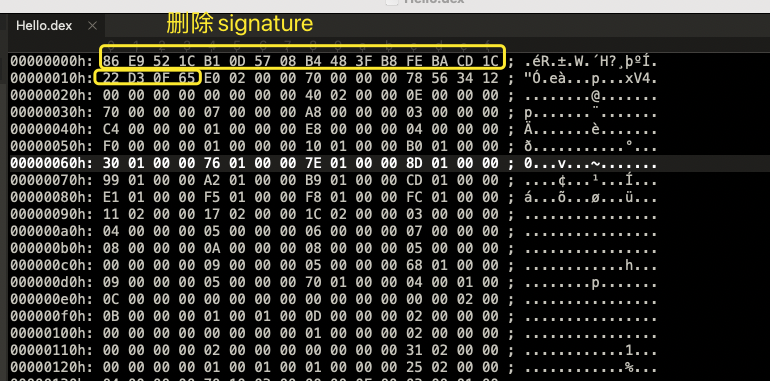 Hello.dex
删除 signature
Hello.dex ×
00000000h: 86 E9 52 1C B1 0D 57 08 B4 48 3F B8 FE BA CD 1C ; .éR.±.W.´H?¸þºÍ.
00000010h: 22 D3 0F 65 E0 02 00 00 70 00 00 00 78 56 34 12 ; "Ó.eà...p...xV4.
00000020h: 00 00 00 00 00 00 00 00 40 02 00 00 0E 00 00 00 ; ........@.......
00000030h: 70 00 00 00 07 00 00 00 A8 00 00 00 03 00 00 00 ; p.......¨.......
00000040h: C4 00 00 00 01 00 00 00 E8 00 00 00 04 00 00 00 ; Ä.......è.......
00000050h: F0 00 00 00 01 00 00 00 10 01 00 00 B0 01 00 00 ; ð...........°...
00000060h: 30 01 00 00 76 01 00 00 7E 01 00 00 8D 01 00 00 ; 0...v...~.......
00000070h: 99 01 00 00 A2 01 00 00 B9 01 00 00 CD 01 00 00 ; ....¢...¹...Í...
00000080h: E1 01 00 00 F5 01 00 00 F8 01 00 00 FC 01 00 00 ; á...õ...ø...ü...
00000090h: 11 02 00 00 17 02 00 00 1C 02 00 00 03 00 00 00 ; ................
000000a0h: 04 00 00 00 05 00 00 00 06 00 00 00 07 00 00 00 ; ................
000000b0h: 08 00 00 00 0A 00 00 00 08 00 00 00 05 00 00 00 ; ................
000000c0h: 00 00 00 00 09 00 00 00 05 00 00 00 68 01 00 00 ; ............h...
000000d0h: 09 00 00 00 05 00 00 00 70 01 00 00 04 00 01 00 ; ........p.......
000000e0h: 0C 00 00 00 00 00 00 00 00 00 00 00 00 00 02 00 ; ................
000000f0h: 0B 00 00 00 01 00 01 00 0D 00 00 00 02 00 00 00 ; ................
00000100h: 00 00 00 00 00 00 00 00 01 00 00 00 02 00 00 00 ; ................
00000110h: 00 00 00 00 02 00 00 00 00 00 00 00 31 02 00 00 ; ............1...
00000120h: 00 00 00 00 01 00 01 00 01 00 00 00 25 02 00 00 ; ............%...